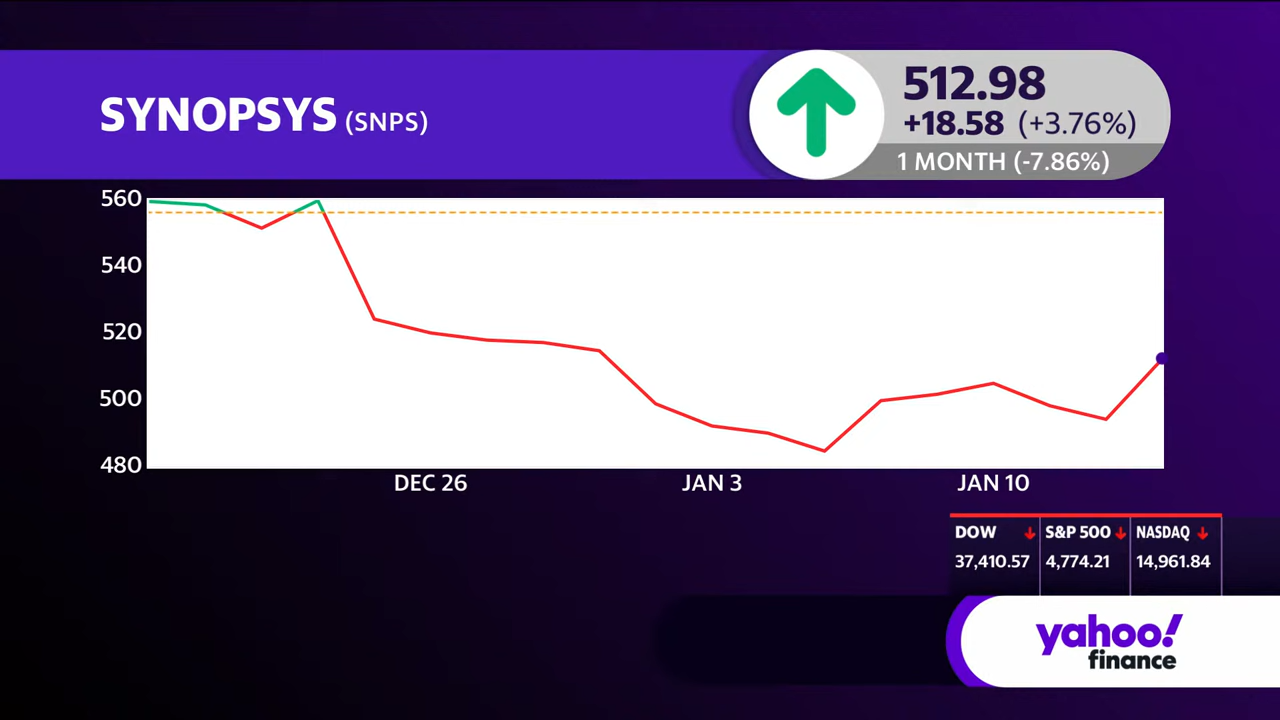 SYNOPSYS (SNPS)
512.98
+18.58 (+3.76%)
1 MONTH (-7.86%)
560
540
520
500
480
DEC 26 JAN 3 JAN 10
DOW S&P 500 NASDAQ
37,410.57 4,774.21 14,961.84
yahoo!
finance